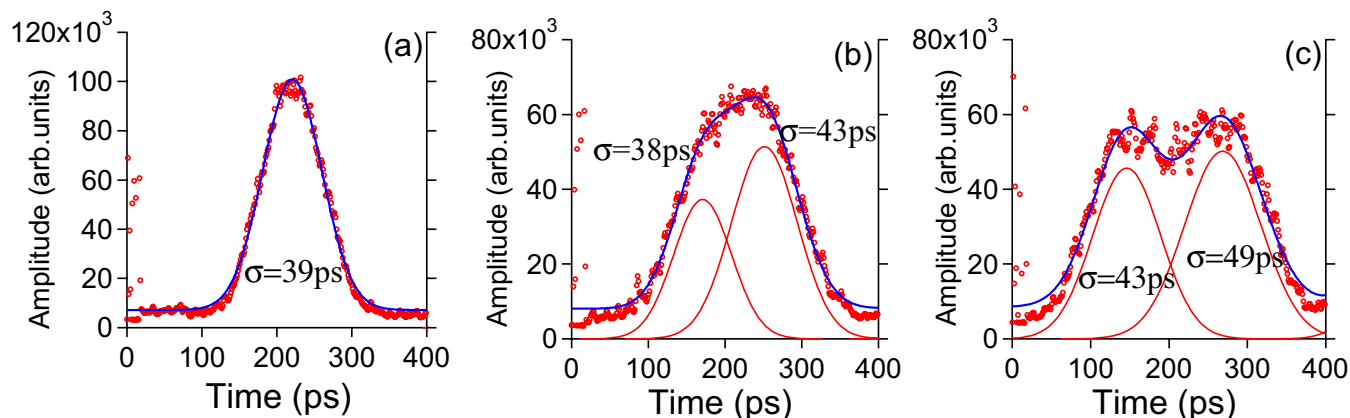 (a)
120x10³
100
80
60
40
20
0
Amplitude (arb.units)
σ=39ps
0 100 200 300 400
Time (ps)
(b)
80x10³
60
40
20
0
Amplitude (arb.units)
σ=38ps
σ=43ps
0 100 200 300 400
Time (ps)
(c)
80x10³
60
40
20
0
Amplitude (arb.units)
σ=43ps
σ=49ps
0 100 200 300 400
Time (ps)